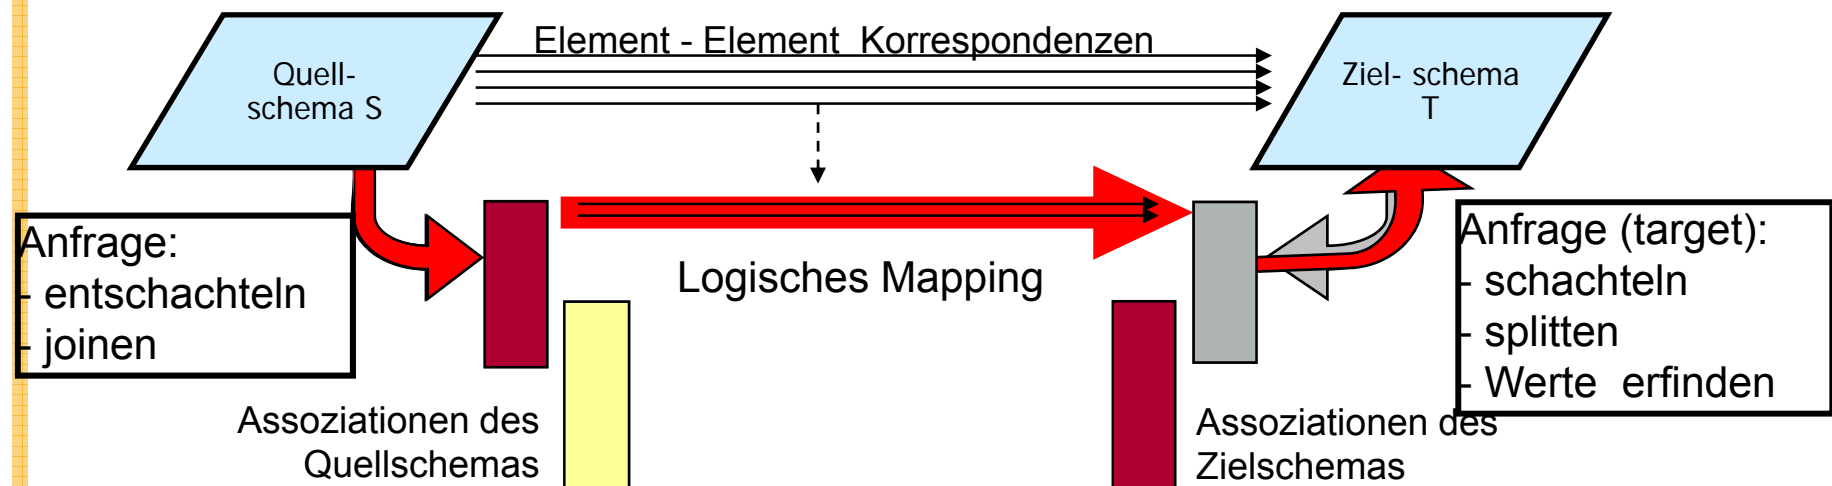 Element - Element Korrespondenzen
Quell-
schema S
Ziel- schema
T
Anfrage:
- entschachteln
- joinen
Logisches Mapping
Anfrage (target):
- schachteln
- splitten
- Werte erfinden
Assoziationen des
Quellschemas
Assoziationen des
Zielschemas